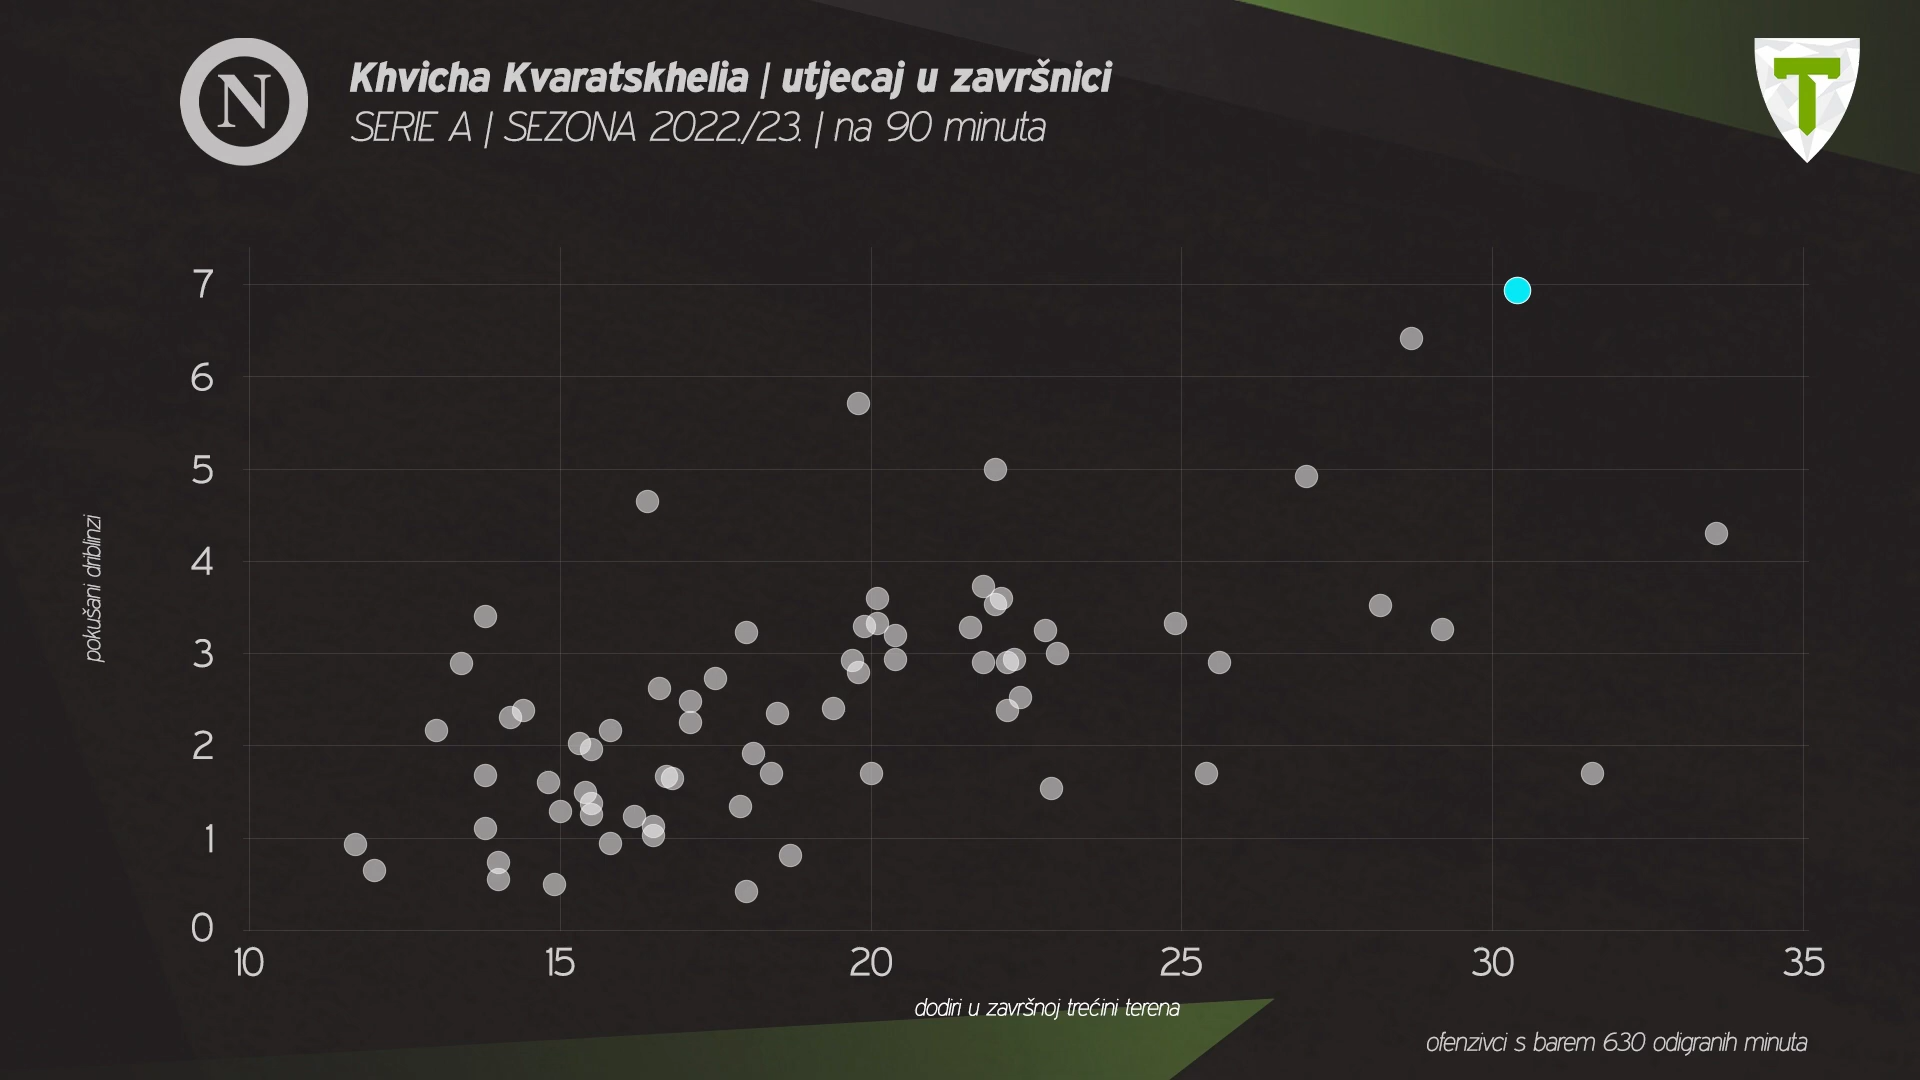 N
Khvicha Kvaratskhelia | utjecaj u završnici
SERIE A | SEZONA 2022./23. | na 90 minuta
T
7
6
5
4
3
2
1
0
pokušani driblinzi
10 15 20 25 30 35
dodiri u završnoj trećini terena
ofenzivci s barem 630 odigranih minuta